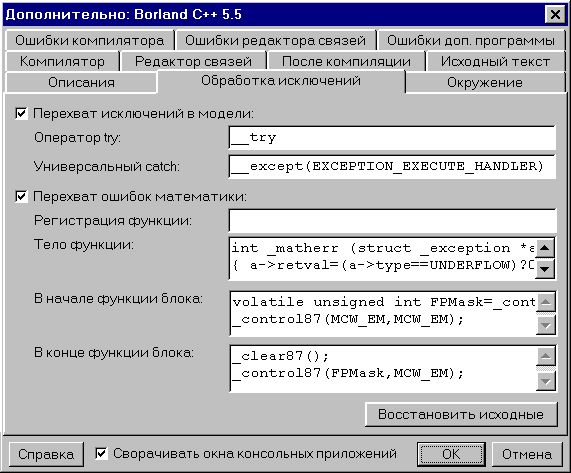 Дополнительно: Borland C++ 5.5
Ошибки компилятора Ошибки редактора связей Ошибки доп. программы
Компилятор Редактор связей После компиляции Исходный текст
Описания Обработка исключений Окружение
Перехват исключений в модели:
Оператор try: __try
Универсальный catch: __except(EXCEPTION_EXECUTE_HANDLER)
Перехват ошибок математики:
Регистрация функции:
Тело функции: int _matherr (struct _exception *a
{ a->retval=(a->type==UNDERFLOW)?
В начале функции блока: volatile unsigned int FPMask=_cont
_control87(MCW_EM,MCW_EM);
В конце функции блока: _clear87();
_control87(FPMask,MCW_EM);
Восстановить исходные
Справка Сворачивать окна консольных приложений OK Отмена